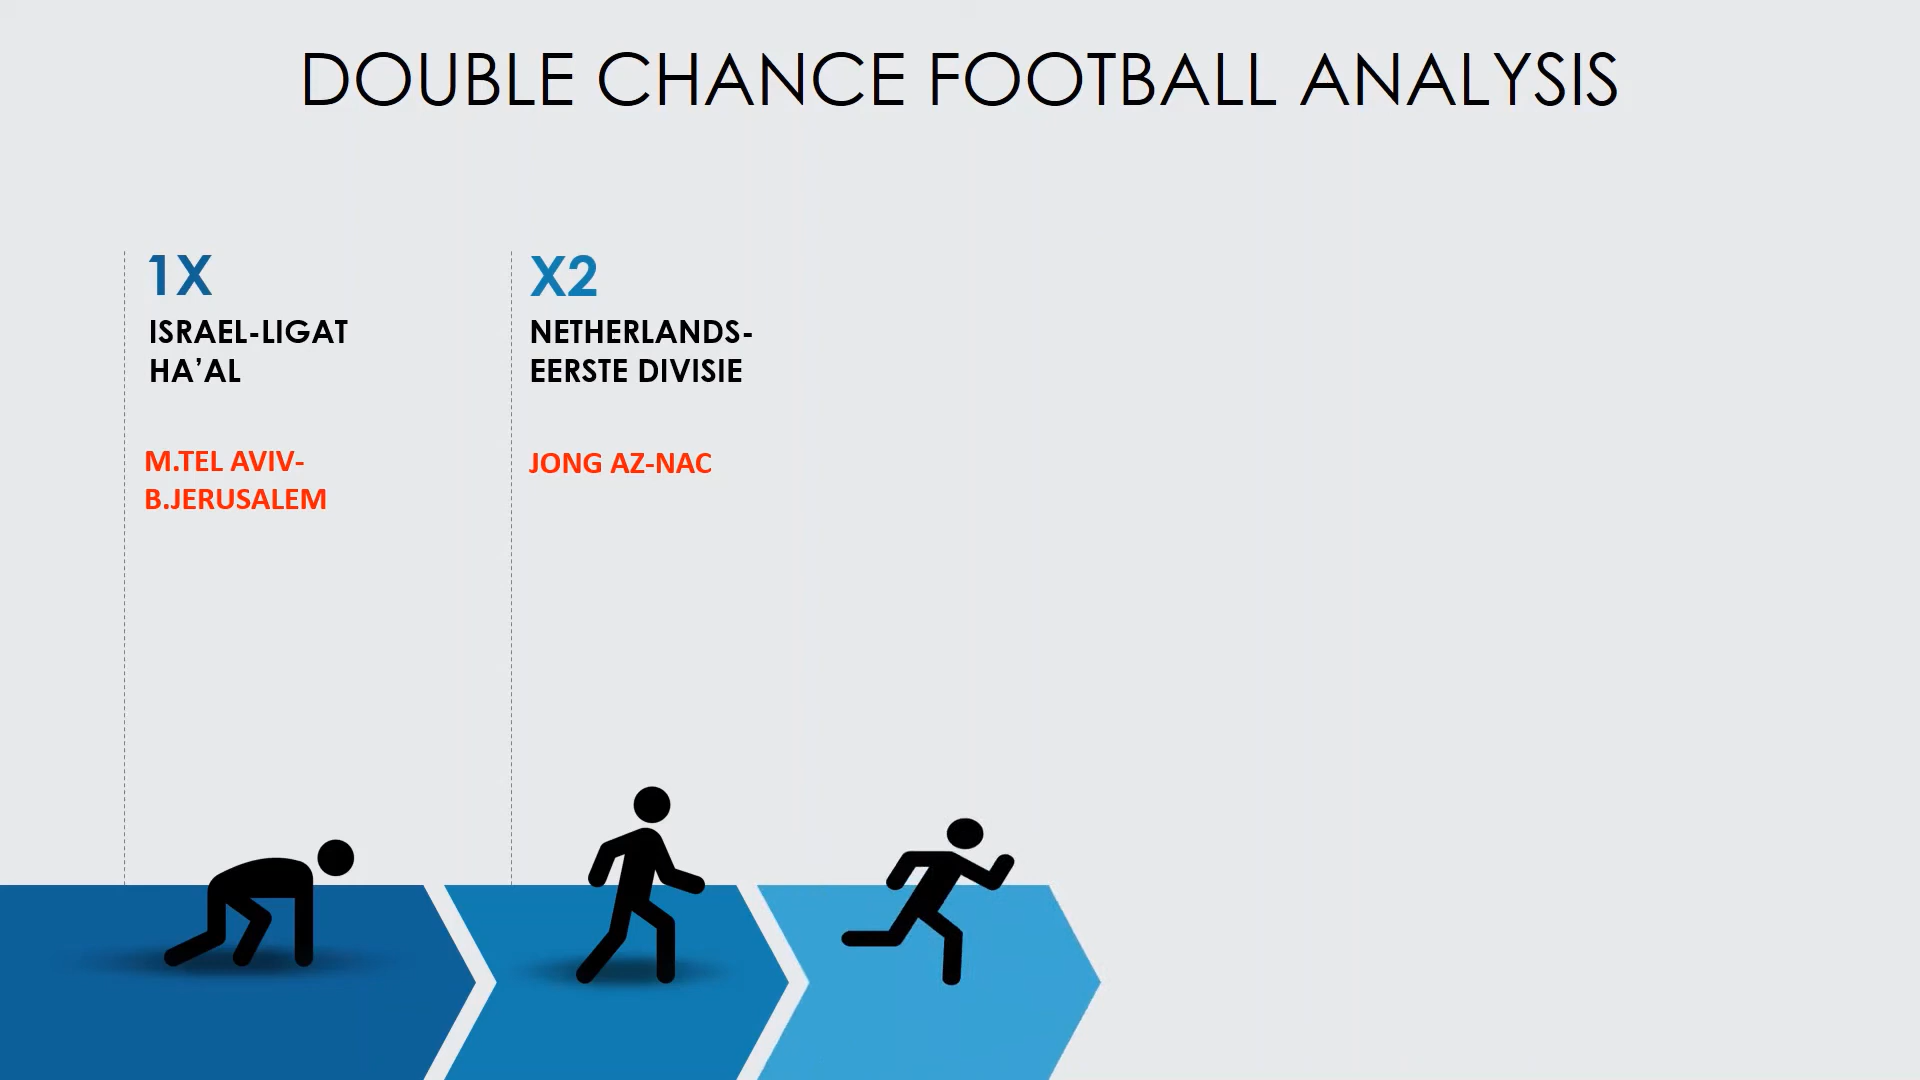 DOUBLE CHANCE FOOTBALL ANALYSIS
1X
ISRAEL-LIGAT
HA’AL
M.TEL AVIV-
B.JERUSALEM
X2
NETHERLANDS-
EERSTE DIVISIE
JONG AZ-NAC